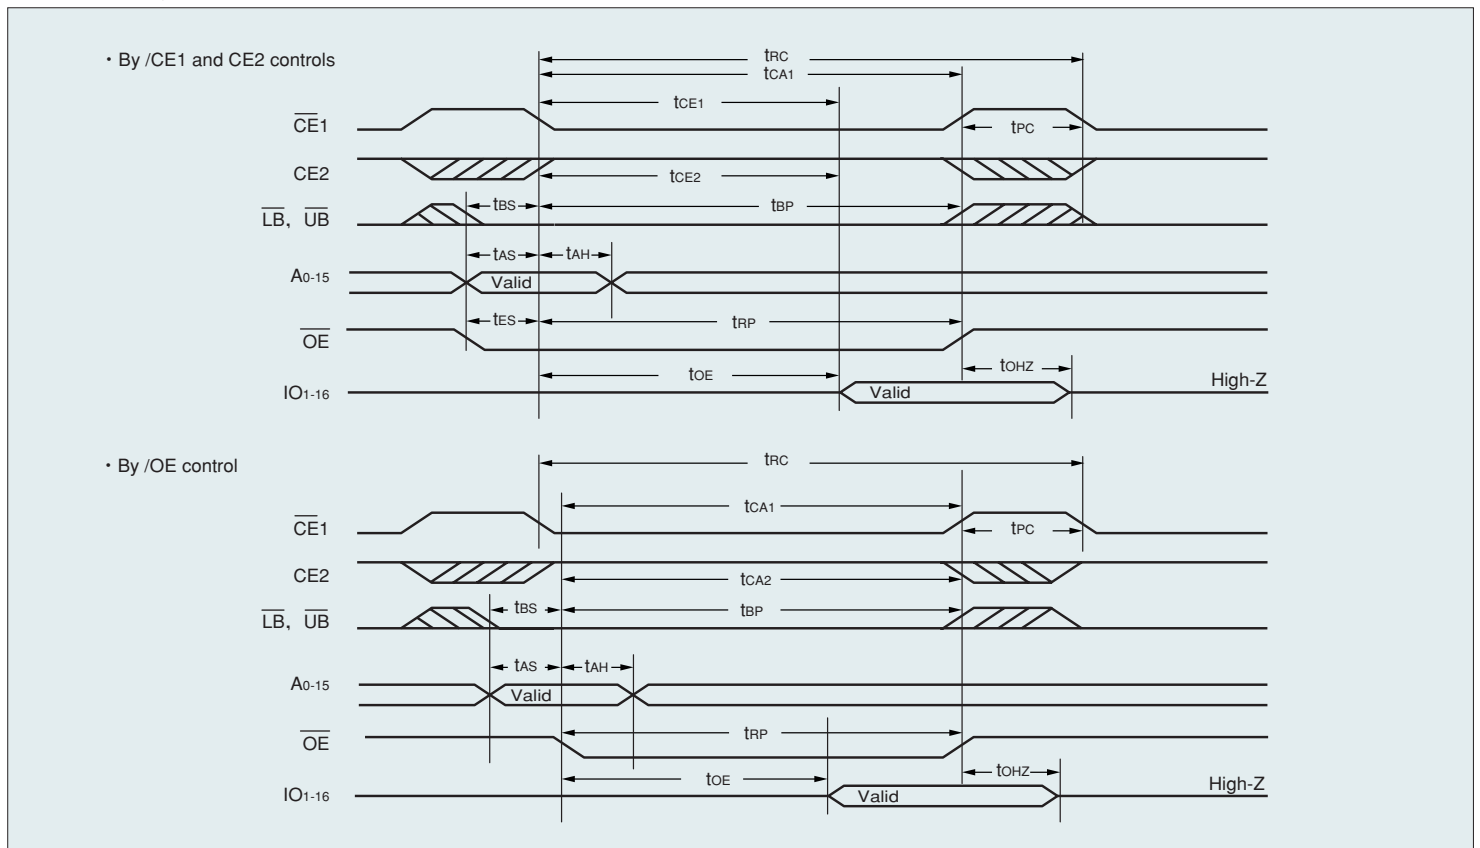 ・By /CE1 and CE2 controls
tRC
tCA1
tCE1
CE1
tPC
CE2
tCE2
LB, UB
tBS
tBP
tAS
tAH
A0-15
Valid
OE
tES
tRP
tOE
tOHZ
IO1-16
Valid
High-Z
・By /OE control
tRC
tCA1
CE1
tPC
CE2
tCA2
LB, UB
tBS
tBP
tAS
tAH
A0-15
Valid
OE
tRP
tOE
tOHZ
IO1-16
Valid
High-Z